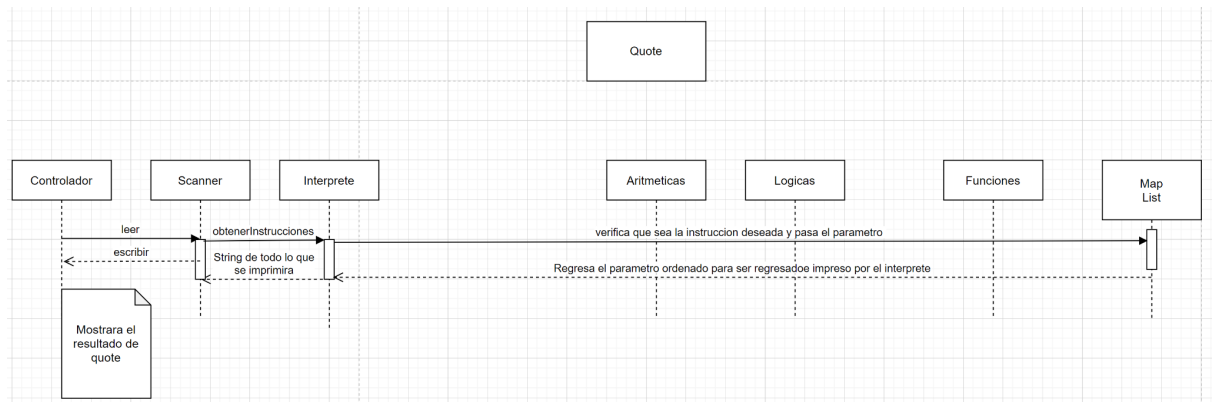 Quote
Controlador
Scanner
Interprete
Aritmeticas
Logicas
Funciones
Map
List
leer
obtenerInstrucciones
verifica que sea la instruccion deseada y pasa el parametro
escribir
String de todo lo que
se imprimira
Regresa el parametro ordenado para ser regresadoe impreso por el interprete
Mostrara el
resultado de
quote